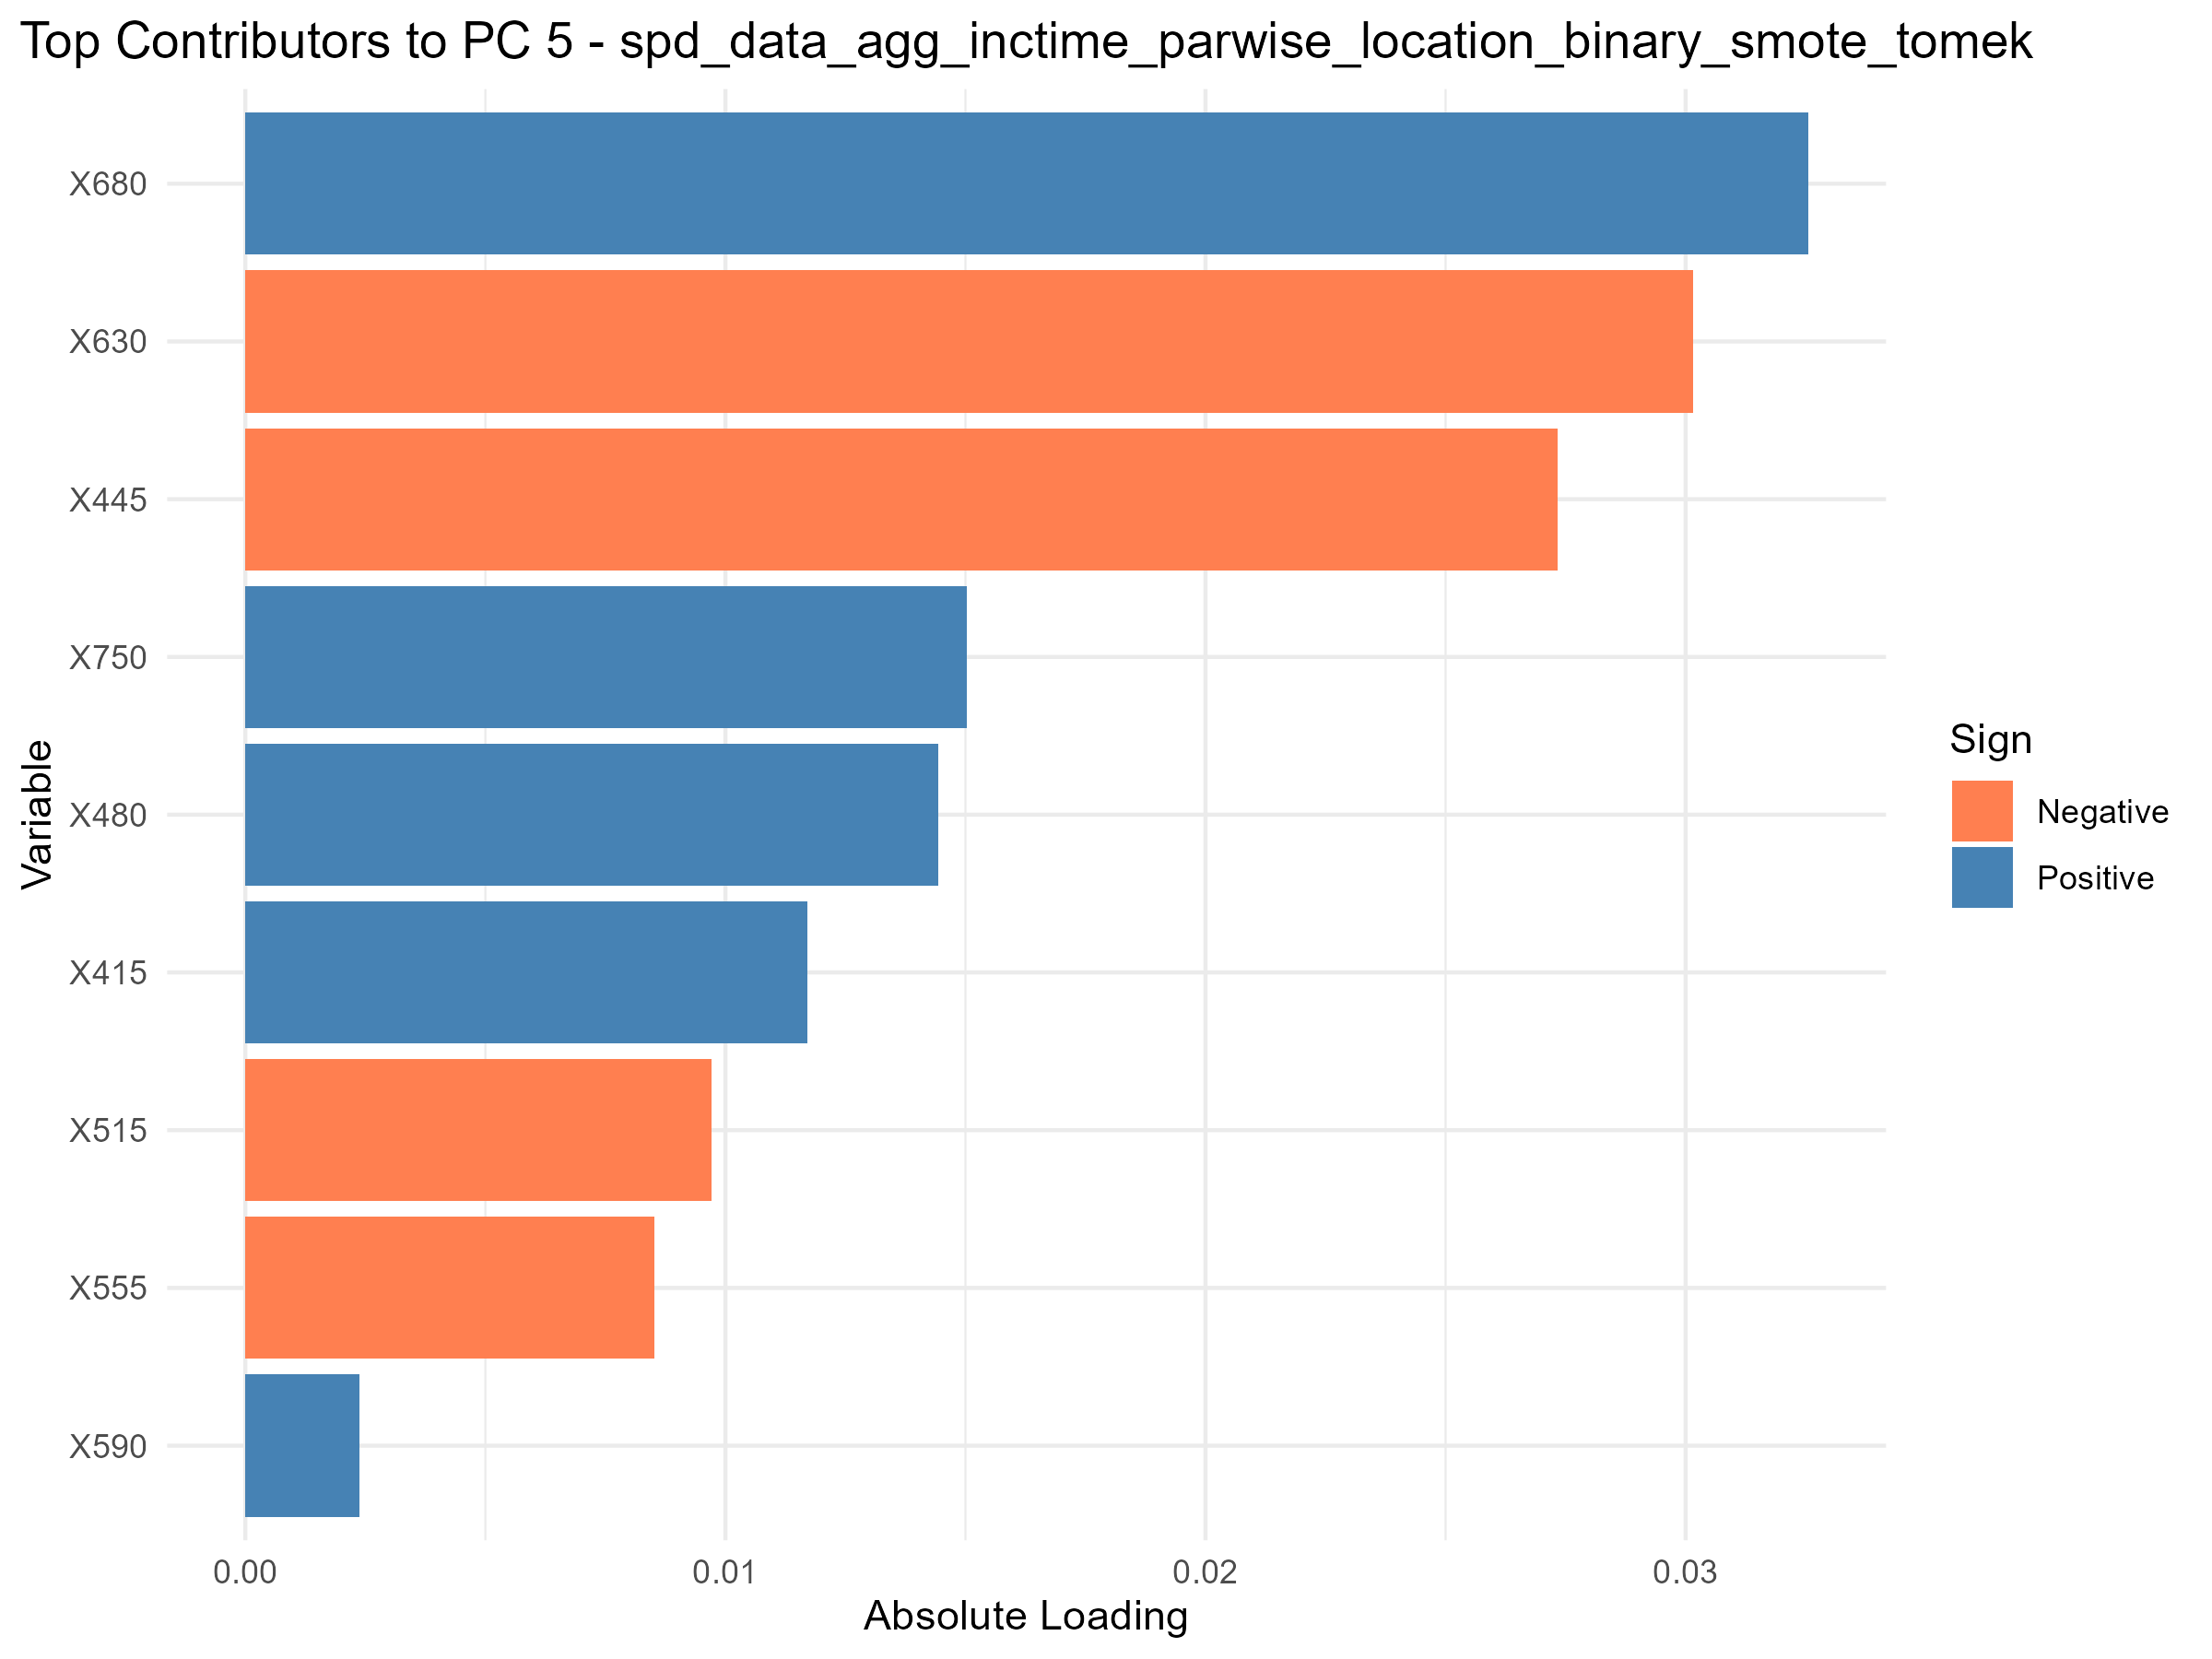 Top Contributors to PC 5 - spd_data_agg_inctime_parwise_location_binary_smote_tomek
X680
X630
X445
X750
X480
X415
X515
X555
X590
Variable
0.00
0.01
0.02
0.03
Absolute Loading
Sign
Negative
Positive